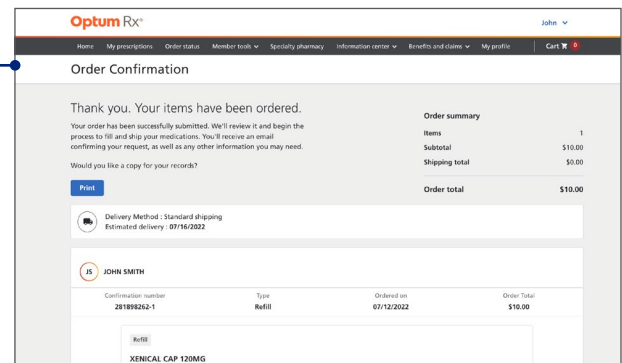 Optum Rx®
John
Home My prescriptions Order status Member tools Specialty pharmacy Information center Benefits and claims My profile Cart 0
Order Confirmation
Thank you. Your items have been ordered.
Your order has been successfully submitted. We'll review it and begin the
process to fill and ship your medications. You'll receive an email
confirming your request, as well as any other information you may need.
Would you like a copy for your records?
Print
Order summary
Items 1
Subtotal $10.00
Shipping total $0.00
Order total $10.00
Delivery Method : Standard shipping
Estimated delivery : 07/16/2022
JS JOHN SMITH
Confirmation number Type Ordered on Order Total
281898262-1 Refill 07/12/2022 $10.00
Refill
XENICAL CAP 120MG